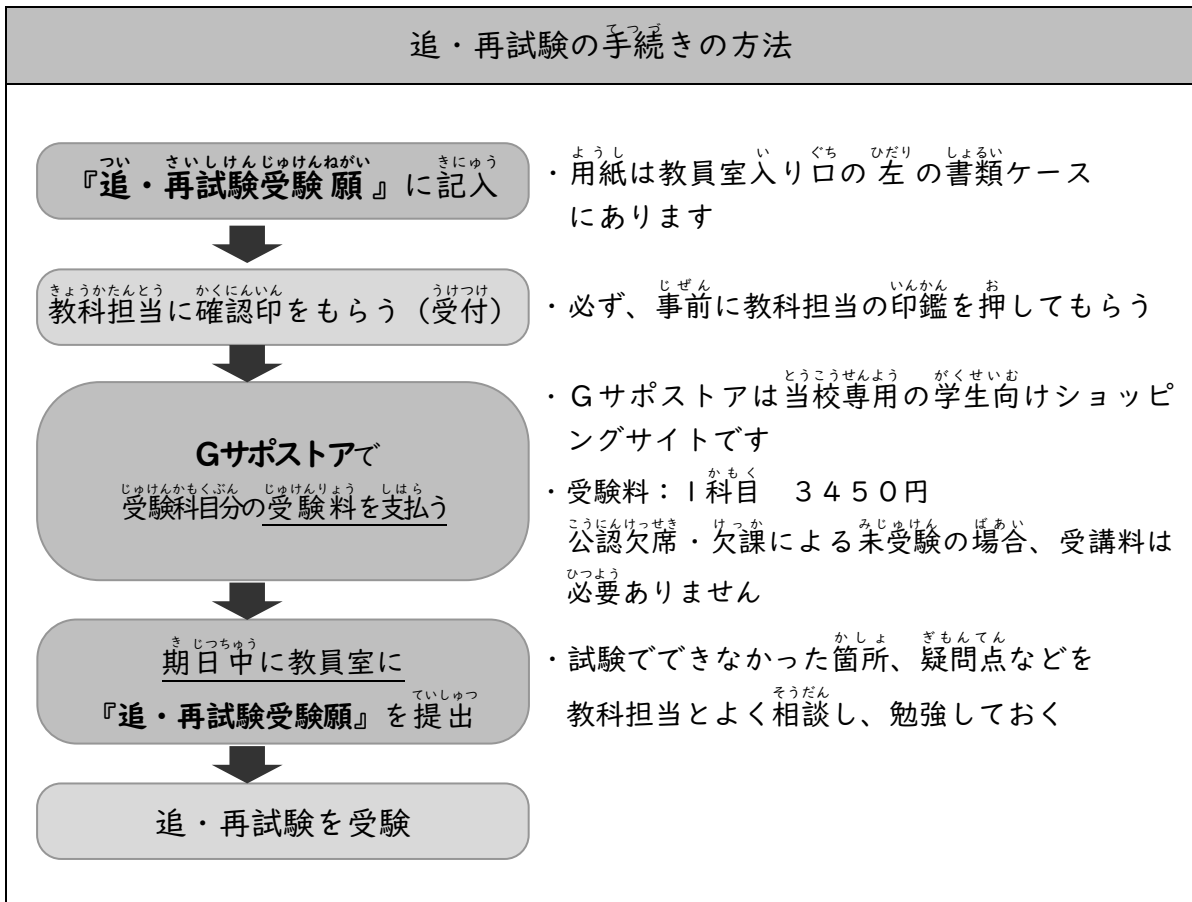 追・再試験の手続きの方法
『追・再試験受験願』に記入
・用紙は教員室入り口の左の書類ケース
にあります
教科担当に確認印をもらう（受付）
・必ず、事前に教科担当の印鑑を押してもらう
Gサポストアで
受験科目分の受験料を支払う
・Gサポストアは当校専用の学生向けショッピ
ングサイトです
・受験料：1科目　3450円
公認欠席・欠課による未受験の場合、受講料は
必要ありません
期日中に教員室に
『追・再試験受験願』を提出
・試験でできなかった箇所、疑問点などを
教科担当とよく相談し、勉強しておく
追・再試験を受験